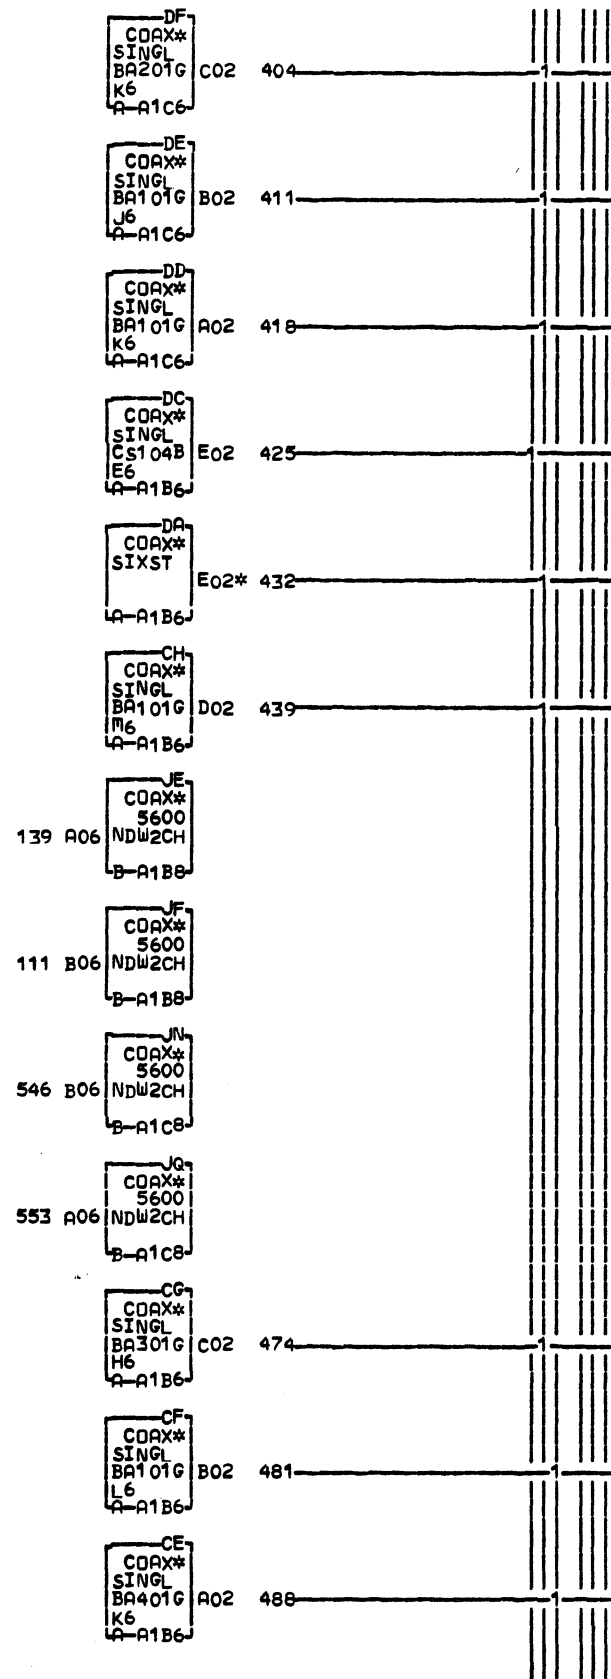 DF
COAX*
SINGL
BA201G C02 404 1
K6
A-A1C6
DE
COAX*
SINGL
BA101G B02 411 1
J6
A-A1C6
DD
COAX*
SINGL
BA101G A02 418 1
K6
A-A1C6
DC
COAX*
SINGL
CS104B E02 425 1
E6
A-A1B6
DA
COAX*
SIXST
E02* 432 1
A-A1B6
CH
COAX*
SINGL
BA101G D02 439 1
M6
A-A1B6
JE
COAX*
5600
139 A06 NDW2CH
B-A1B8
JF
COAX*
5600
111 B06 NDW2CH
B-A1B8
JN
COAX*
5600
546 B06 NDW2CH
B-A1C8
JQ
COAX*
5600
553 A06 NDW2CH
B-A1C8
CG
COAX*
SINGL
BA301G C02 474 1
H6
A-A1B6
CF
COAX*
SINGL
BA101G B02 481 1
L6
A-A1B6
CE
COAX*
SINGL
BA401G A02 488 1
K6
A-A1B6